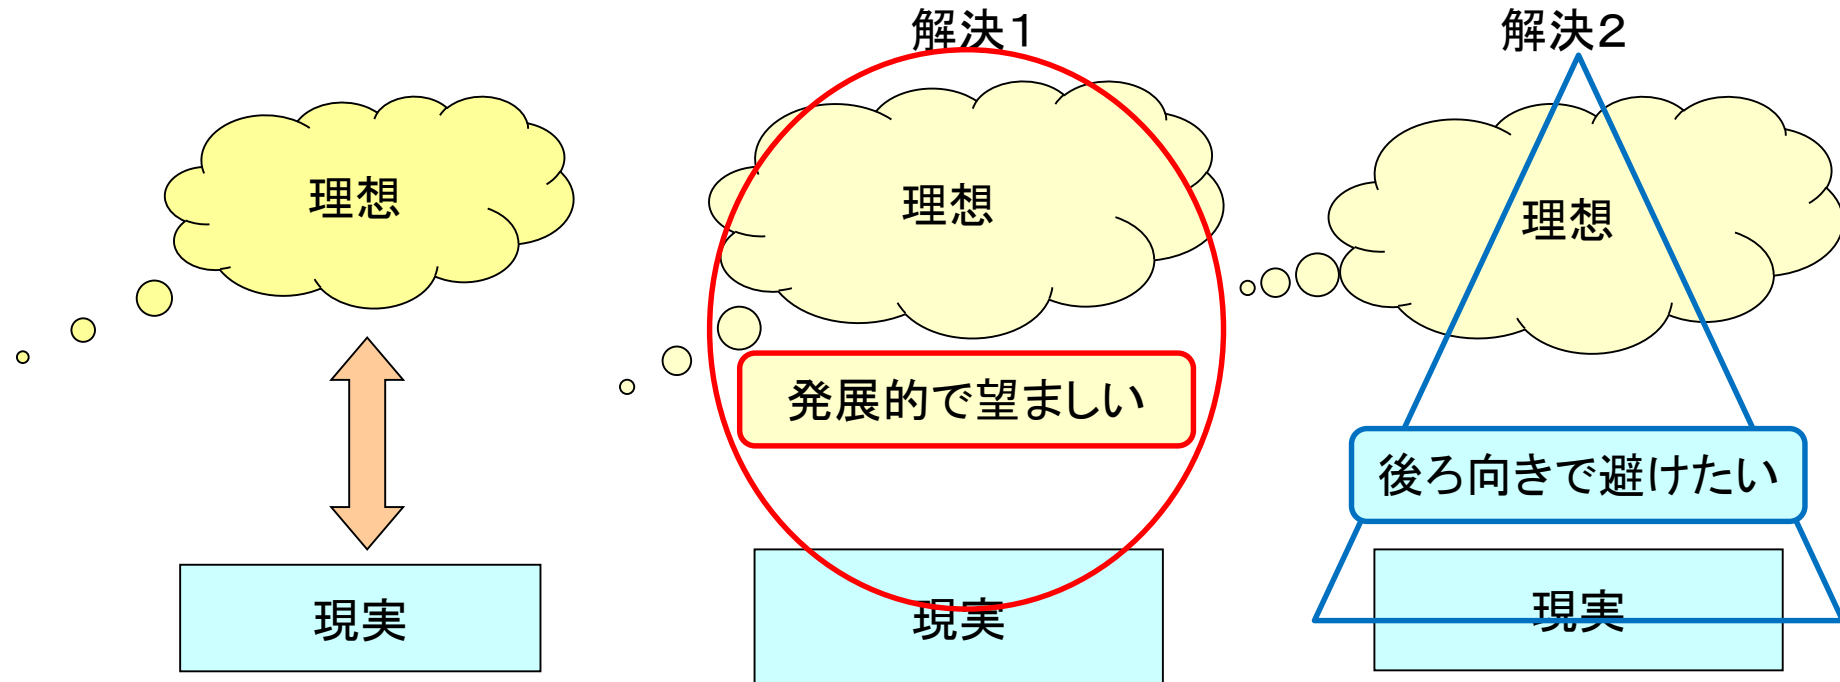 解決１
解決２
理想
理想
理想
発展的で望ましい
後ろ向きで避けたい
現実
現実
現実